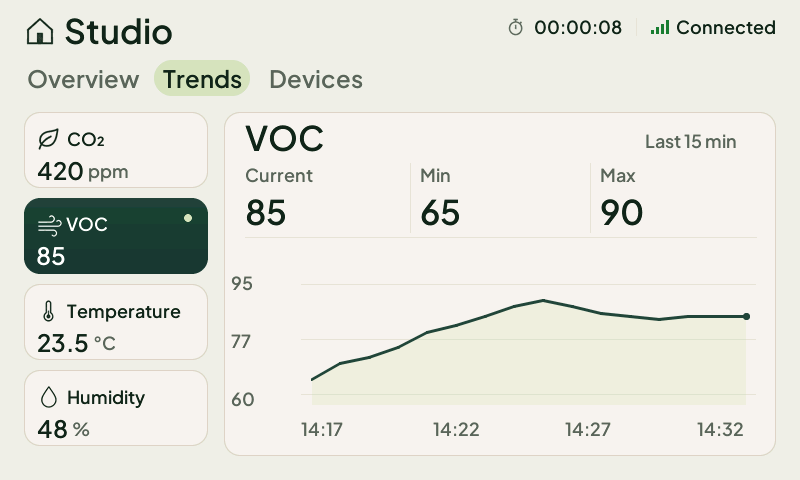 Studio
00:00:08
Connected
Overview
Trends
Devices
CO₂
420 ppm
VOC
85
Temperature
23.5 °C
Humidity
48 %
VOC
Last 15 min
Current
85
Min
65
Max
90
95
77
60
14:17
14:22
14:27
14:32